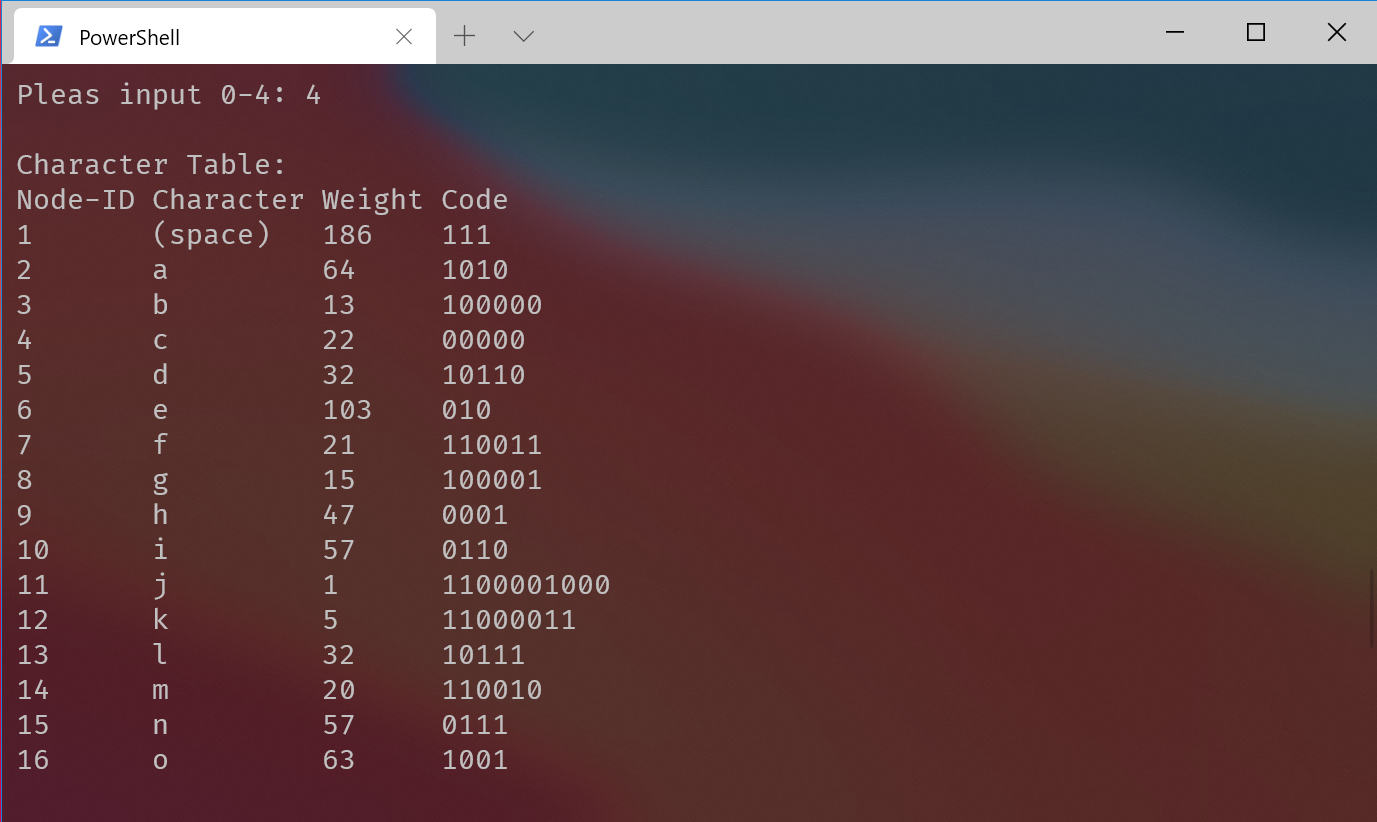 PowerShell
Pleas input 0-4: 4
Character Table:
Node-ID Character Weight Code
1 (space) 186 111
2 a 64 1010
3 b 13 100000
4 c 22 00000
5 d 32 10110
6 e 103 010
7 f 21 110011
8 g 15 100001
9 h 47 0001
10 i 57 0110
11 j 1 1100001000
12 k 5 11000011
13 l 32 10111
14 m 20 110010
15 n 57 0111
16 o 63 1001